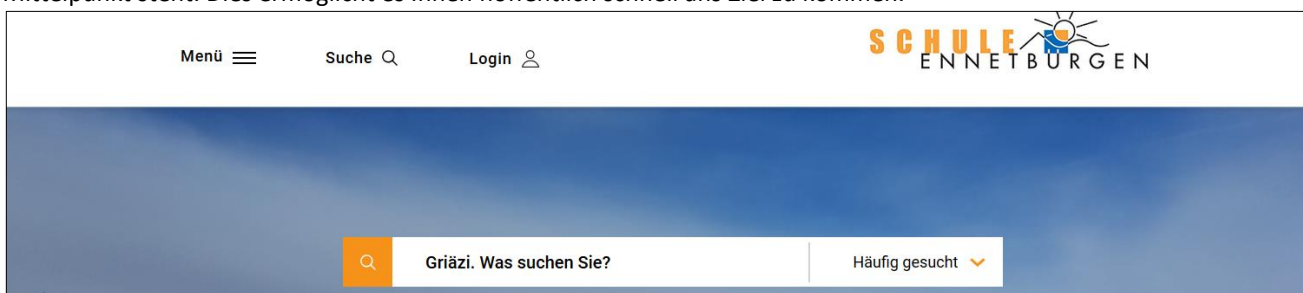 Mittelpunkt steht. Dies ermöglicht es Ihnen hoffentlich schnell ans Ziel zu kommen.
Menü Suche Login
SCHULE
ENNETBÜRGEN
Griäzi. Was suchen Sie? Häufig gesucht